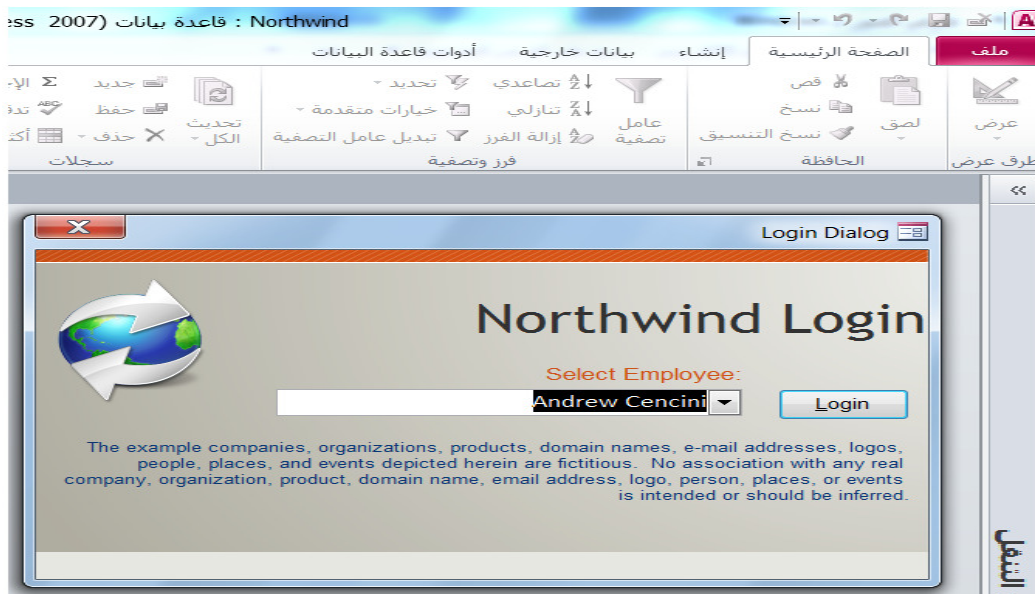 Northwind : قاعدة بيانات (ess 2007
ملف الصفحة الرئيسية إنشاء بيانات خارجية أدوات قاعدة البيانات
عرض
لصق
قص
نسخ
نسخ التنسيق
عامل تصفية
تصاعدي
تنازلي
إزالة الفرز
تحديد
خيارات متقدمة
تبديل عامل التصفية
تحديث الكل
جديد
حفظ
حذف
طرق عرض الحافظة فرز وتصفية سجلات
Login Dialog
Northwind Login
Select Employee:
Andrew Cencini
Login
The example companies, organizations, products, domain names, e-mail addresses, logos,
people, places, and events depicted herein are fictitious. No association with any real
company, organization, product, domain name, email address, logo, person, places, or events
is intended or should be inferred.